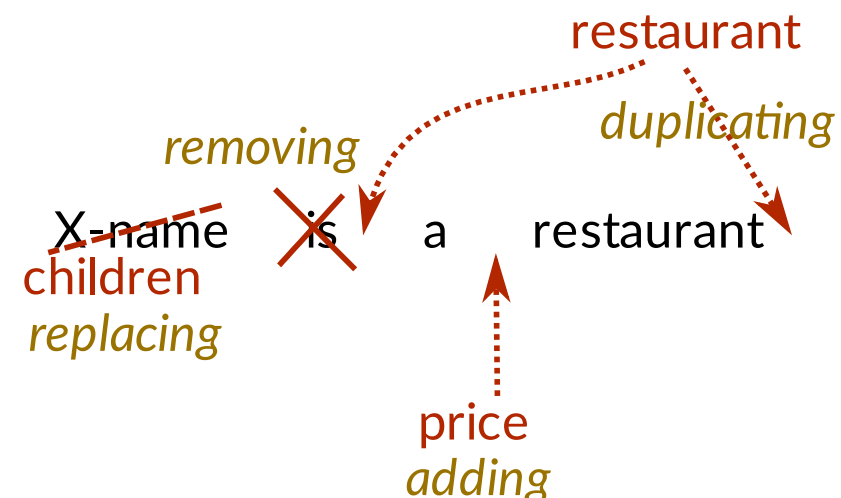 restaurant
duplicating
removing
X-name is a restaurant
children
replacing
price
adding